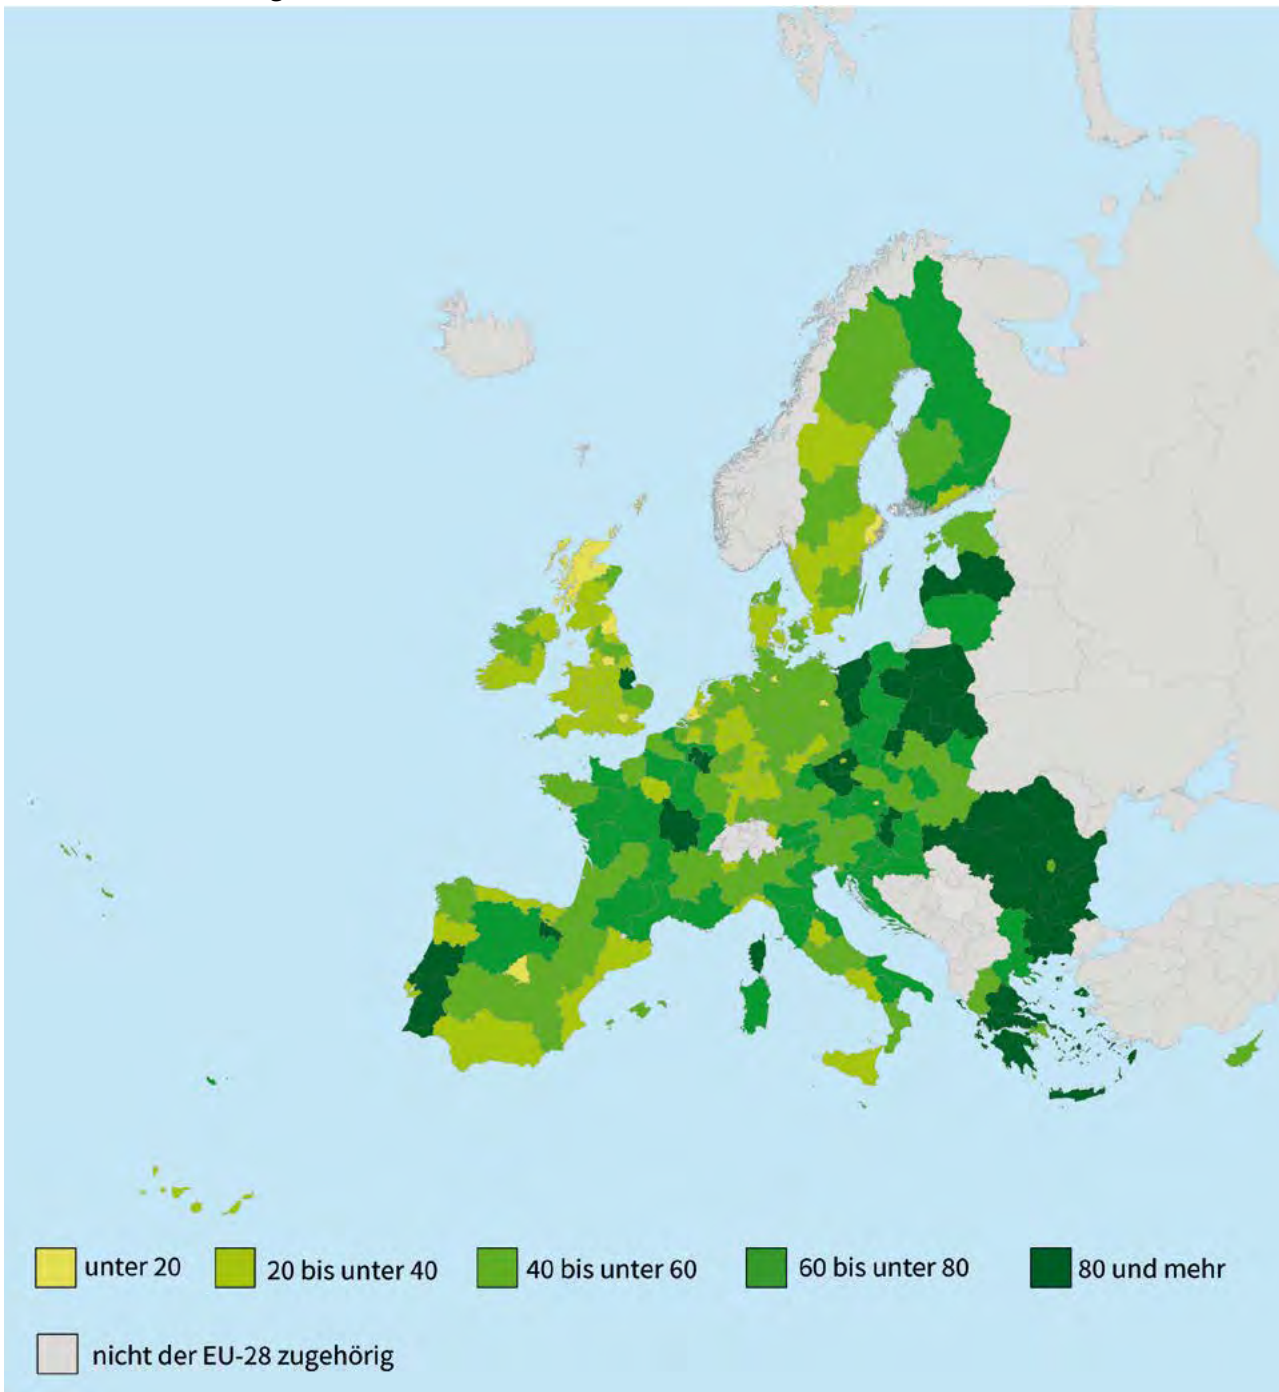 unter 20
20 bis unter 40
40 bis unter 60
60 bis unter 80
80 und mehr
nicht der EU-28 zugehörig